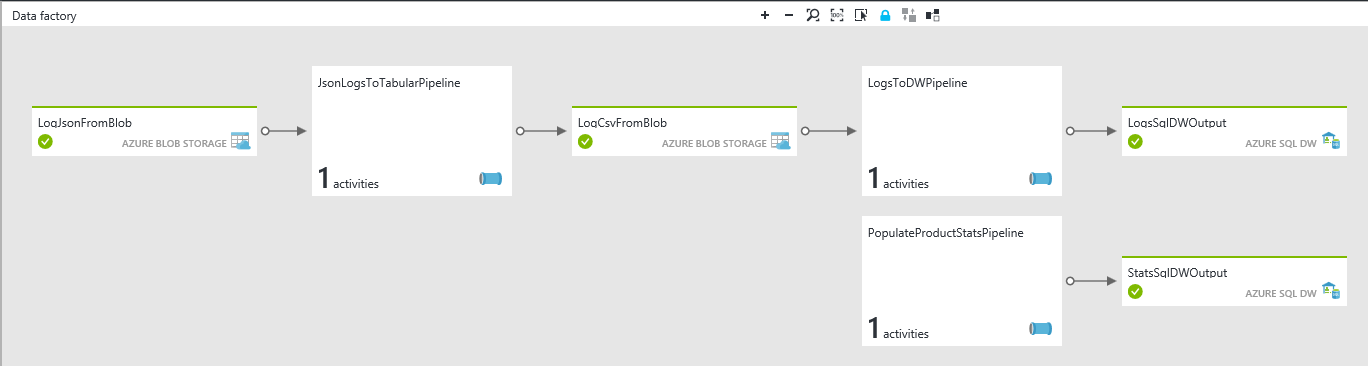 Data factory
100%
JsonLogsToTabularPipeline
LogsToDWPipeline
LogJsonFromBlob
AZURE BLOB STORAGE
LogCsvFromBlob
AZURE BLOB STORAGE
LogsSqlDWOutput
AZURE SQL DW
1 activities
1 activities
PopulateProductStatsPipeline
StatsSqlDWOutput
AZURE SQL DW
1 activities